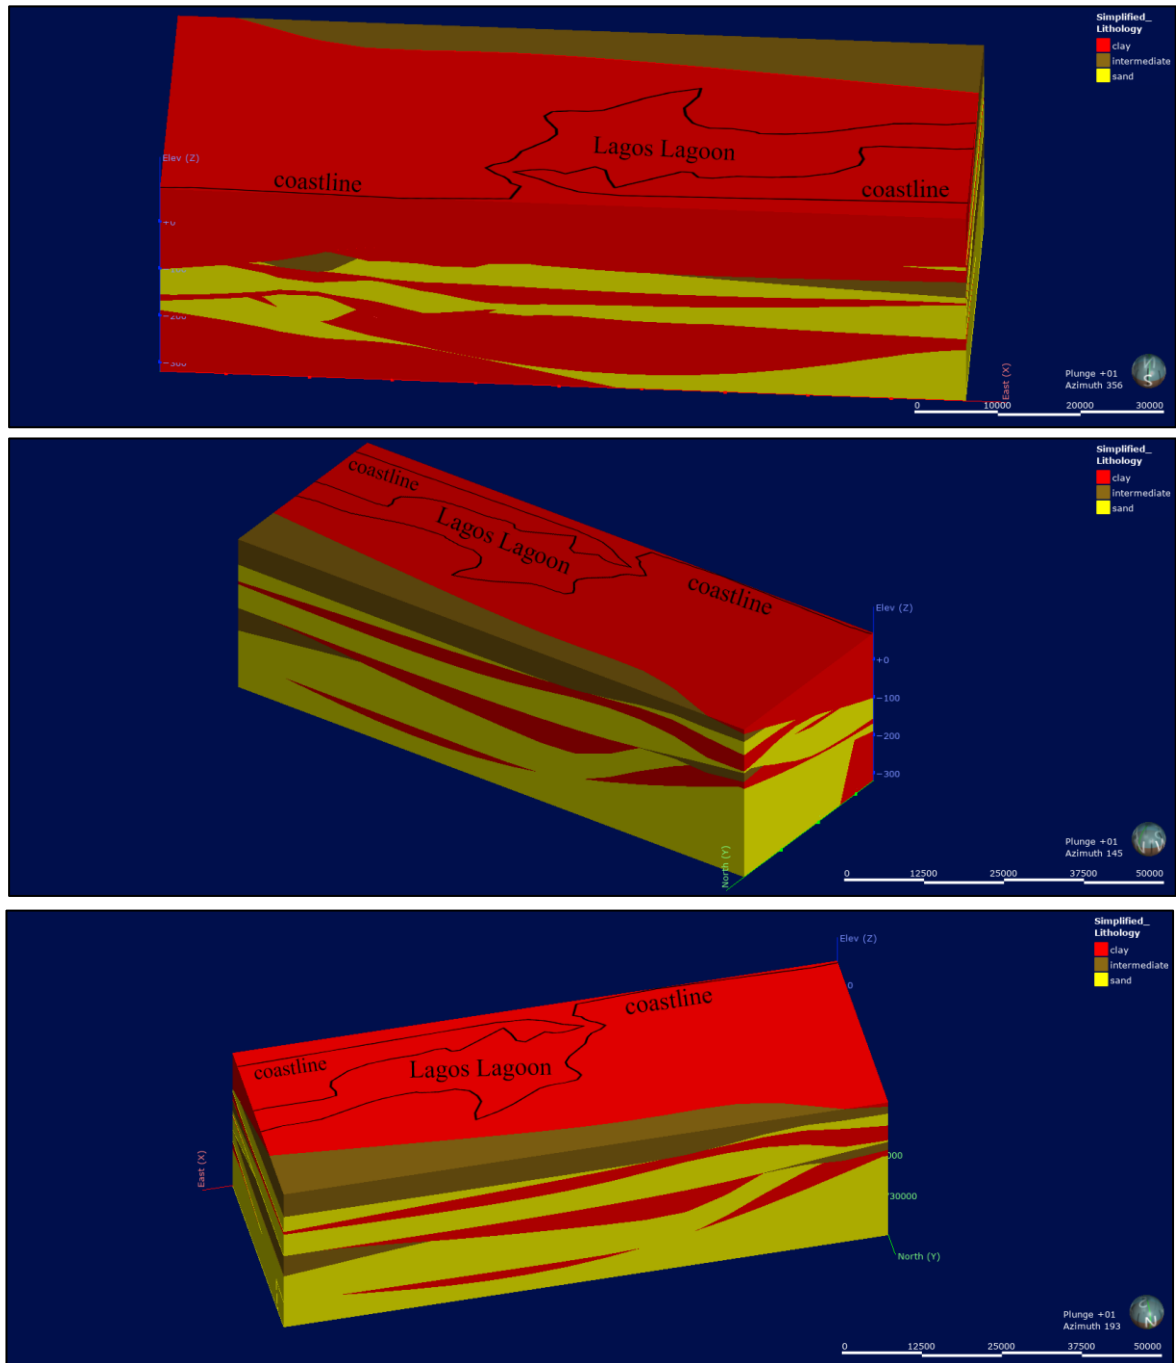 Simplified_
Lithology
clay
intermediate
sand
Elev (Z)
Lagos Lagoon
coastline
coastline
+0
-200
-300
Plunge +01
Azimuth 356
East (X)
0 10000 20000 30000
Simplified_
Lithology
clay
intermediate
sand
coastline
Lagos Lagoon
coastline
Elev (Z)
+0
-100
-200
-300
Plunge +01
Azimuth 145
North (Y)
0 12500 25000 37500 50000
Simplified_
Lithology
clay
intermediate
sand
Elev (Z)
0
coastline
coastline
Lagos Lagoon
East (X)
000
30000
North (Y)
Plunge +01
Azimuth 193
0 12500 25000 37500 50000